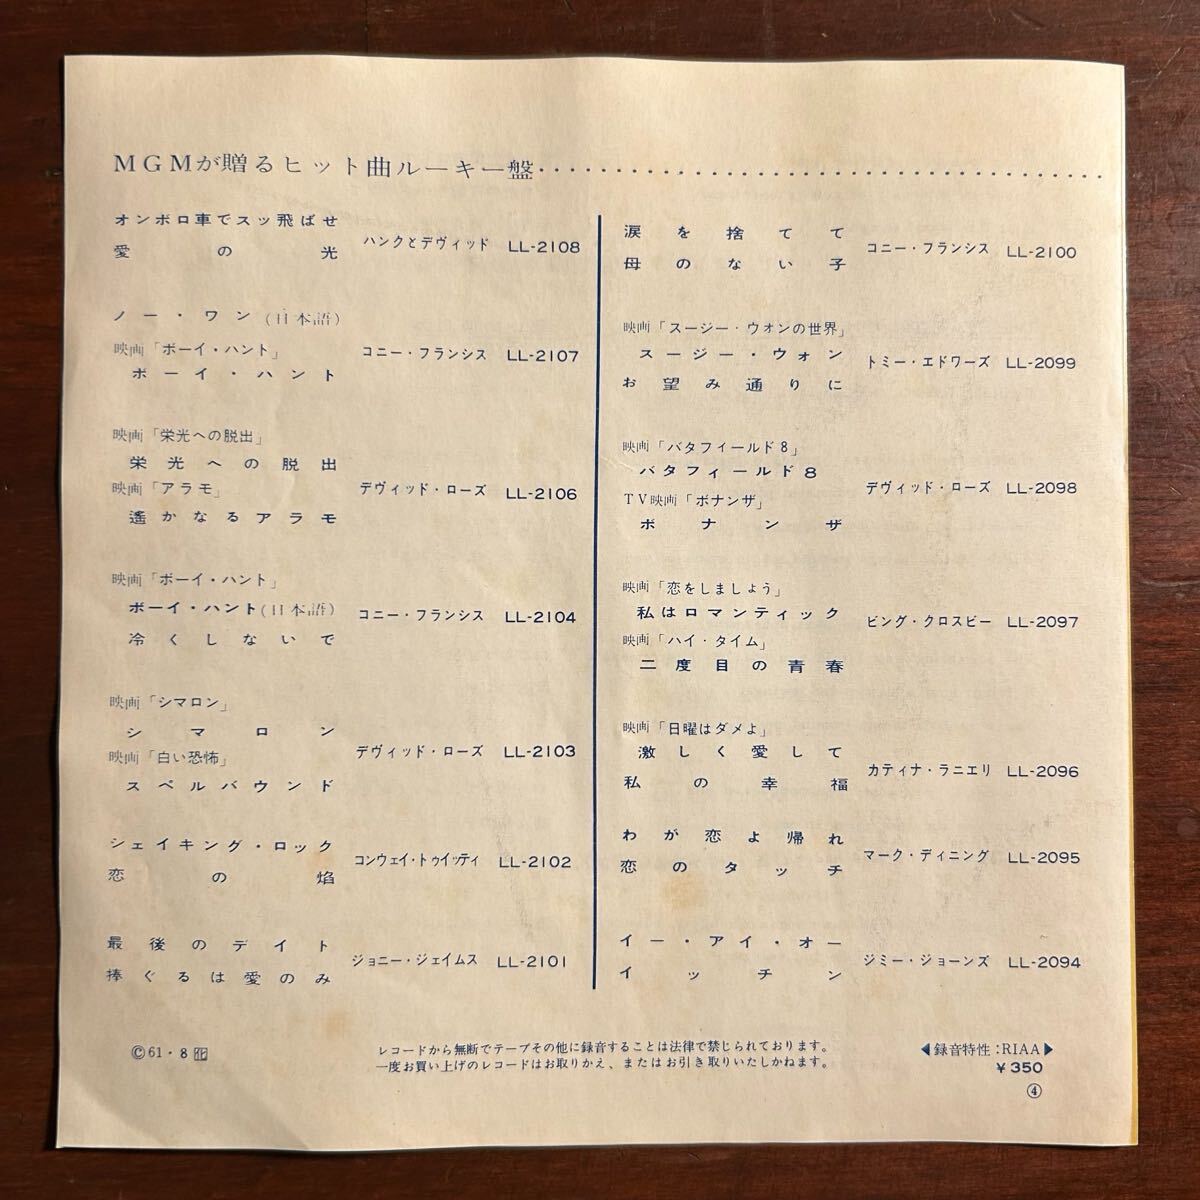 MGMが贈るヒット曲ルーキー盤・・・・・・・・・・・・・・・・・・・・・・・・・・・・・・・・・・
オンボロ車でスッ飛ばせ
愛の光
ハンクとデヴィッド LL-2108
ノー・ワン(日本語)
映画「ボーイ・ハント」
ボーイ・ハント
コニー・フランシス LL-2107
映画「栄光への脱出」
栄光への脱出
映画「アラモ」
遙かなるアラモ
デヴィッド・ローズ LL-2106
映画「ボーイ・ハント」
ボーイ・ハント(日本語)
冷くしないで
コニー・フランシス LL-2104
映画「シマロン」
シマロン
映画「白い恐怖」
スペルバウンド
デヴィッド・ローズ LL-2103
シェイキング・ロック
恋の焰
コンウェイ・トゥイッティ LL-2102
最後のデイト
捧ぐるは愛のみ
ジョニー・ジェイムス LL-2101
涙を捨てて
母のない子
コニー・フランシス LL-2100
映画「スージー・ウォンの世界」
スージー・ウォン
お望み通りに
トミー・エドワーズ LL-2099
映画「バタフィールド8」
バタフィールド8
TV映画「ボナンザ」
ボナンザ
デヴィッド・ローズ LL-2098
映画「恋をしましょう」
私はロマンティック
映画「ハイ・タイム」
二度目の青春
ビング・クロスビー LL-2097
映画「日曜はダメよ」
激しく愛して
私の幸福
カティナ・ラニエリ LL-2096
わが恋よ帰れ
恋のタッチ
マーク・ディニング LL-2095
イー・アイ・オー
イッチン
ジミー・ジョーンズ LL-2094
©61・8
レコードから無断でテープその他に録音することは法律で禁じられております。
一度お買い上げのレコードはお取りかえ、またはお引き取りいたしかねます。
◀録音特性:RIAA▶
¥350
④